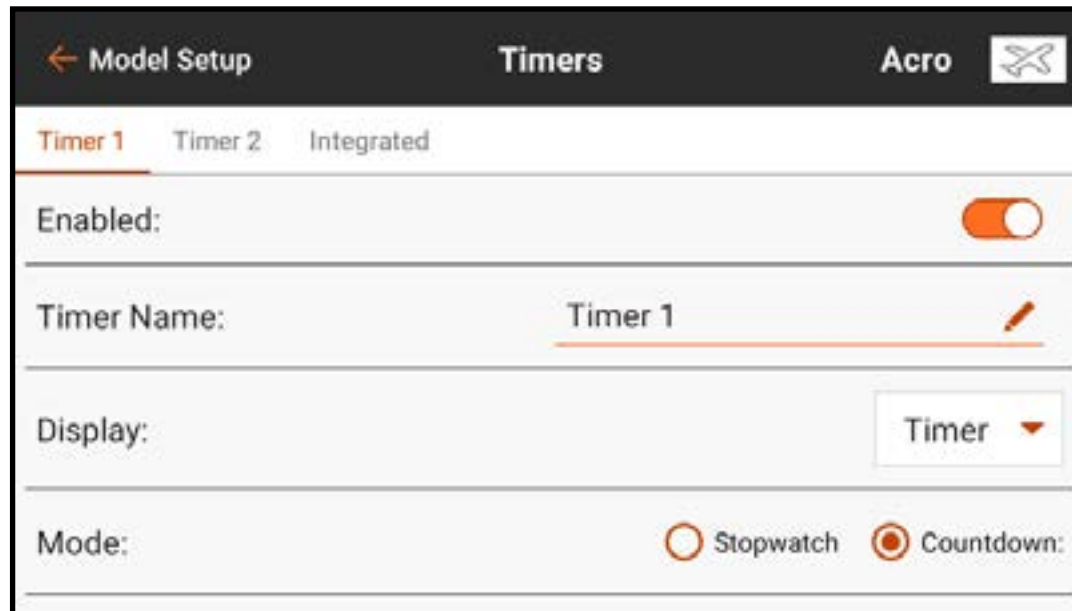 Model Setup Timers Acro
Timer 1 Timer 2 Integrated
Enabled:
Timer Name: Timer 1
Display: Timer
Mode: Stopwatch Countdown: